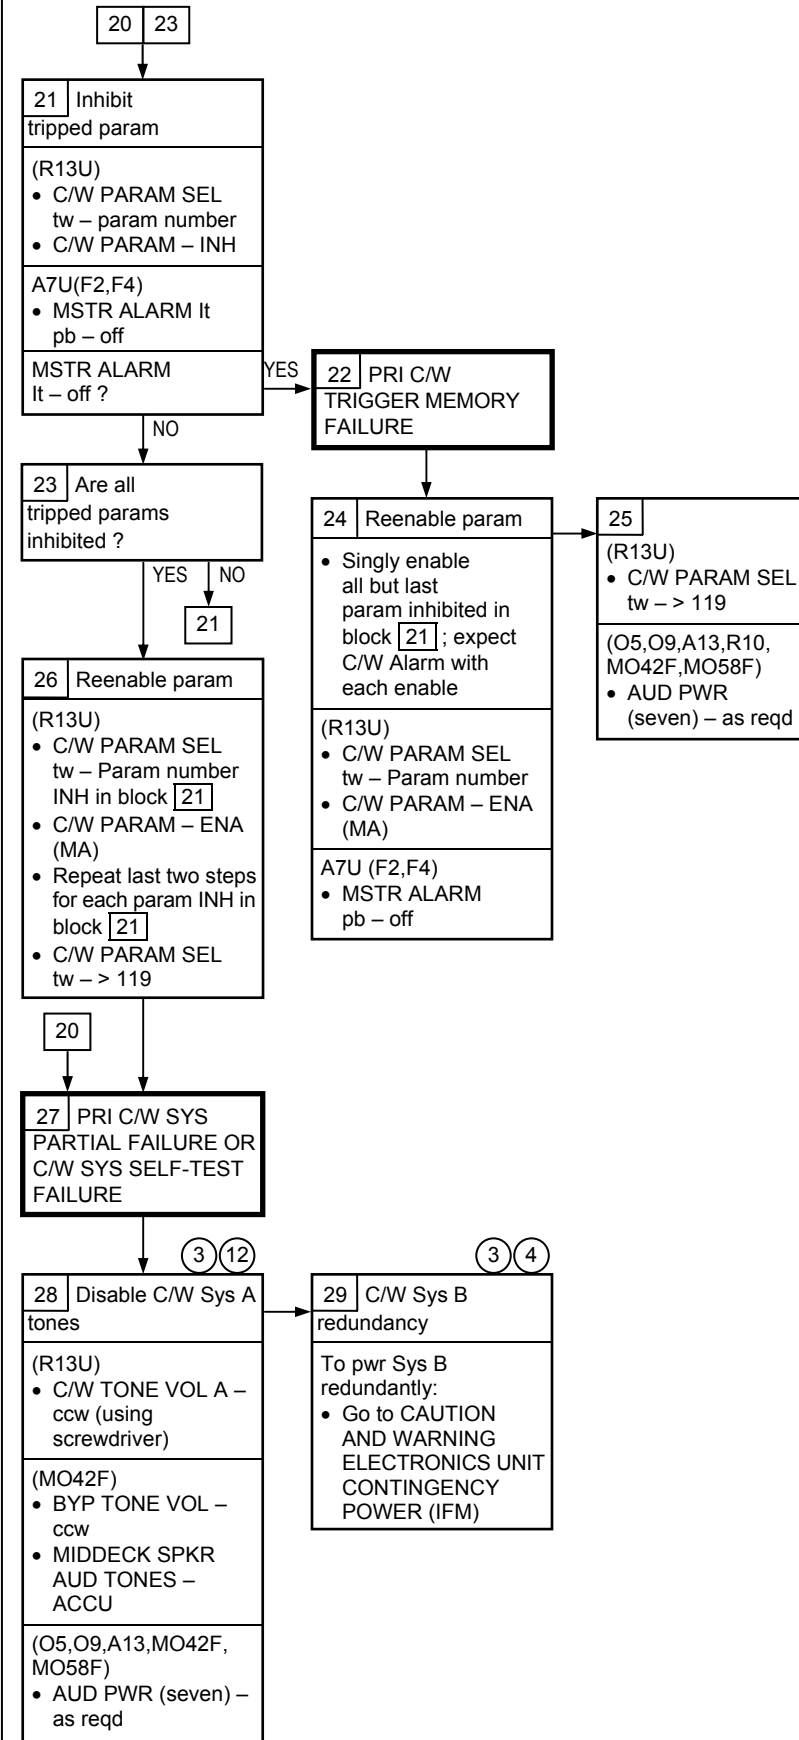 20 23
21 Inhibit
tripped param
(R13U)
• C/W PARAM SEL
tw – param number
• C/W PARAM – INH
A7U(F2,F4)
• MSTR ALARM lt
pb – off
MSTR ALARM
lt – off ?
YES
NO
22 PRI C/W
TRIGGER MEMORY
FAILURE
23 Are all
tripped params
inhibited ?
YES NO
21
24 Reenable param
• Singly enable
all but last
param inhibited in
block 21 ; expect
C/W Alarm with
each enable
(R13U)
• C/W PARAM SEL
tw – Param number
• C/W PARAM – ENA
(MA)
A7U (F2,F4)
• MSTR ALARM
pb – off
25
(R13U)
• C/W PARAM SEL
tw – > 119
(O5,O9,A13,R10,
MO42F,MO58F)
• AUD PWR
(seven) – as reqd
26 Reenable param
(R13U)
• C/W PARAM SEL
tw – Param number
INH in block 21
• C/W PARAM – ENA
(MA)
• Repeat last two steps
for each param INH in
block 21
• C/W PARAM SEL
tw – > 119
20
27 PRI C/W SYS
PARTIAL FAILURE OR
C/W SYS SELF-TEST
FAILURE
3 12
28 Disable C/W Sys A
tones
(R13U)
• C/W TONE VOL A –
ccw (using
screwdriver)
(MO42F)
• BYP TONE VOL –
ccw
• MIDDECK SPKR
AUD TONES –
ACCU
(O5,O9,A13,MO42F,
MO58F)
• AUD PWR (seven) –
as reqd
3 4
29 C/W Sys B
redundancy
To pwr Sys B
redundantly:
• Go to CAUTION
AND WARNING
ELECTRONICS UNIT
CONTINGENCY
POWER (IFM)